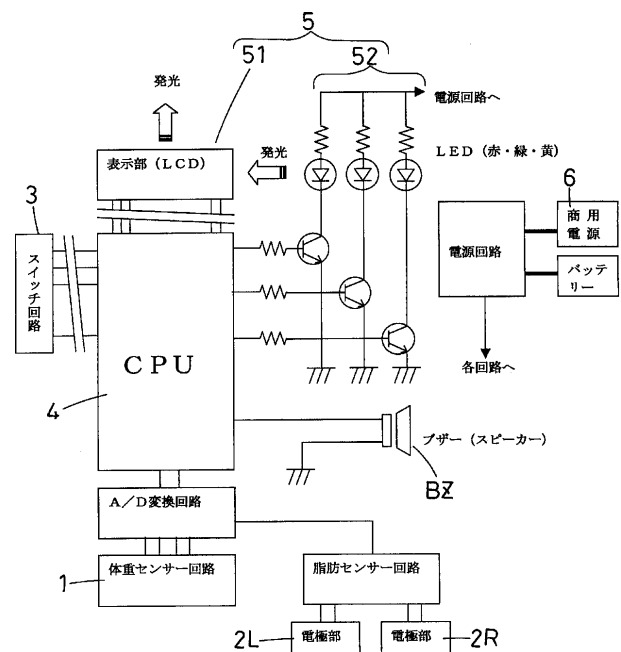 5
51
52
発光
電源回路へ
表示部(LCD)
発光
LED(赤・緑・黄)
3
スイッチ回路
6
商用
電源
電源回路
バッテ
リー
CPU
4
各回路へ
ブザー(スピーカー)
BZ
A/D変換回路
1
体重センサー回路
脂肪センサー回路
2L
電極部
電極部
2R